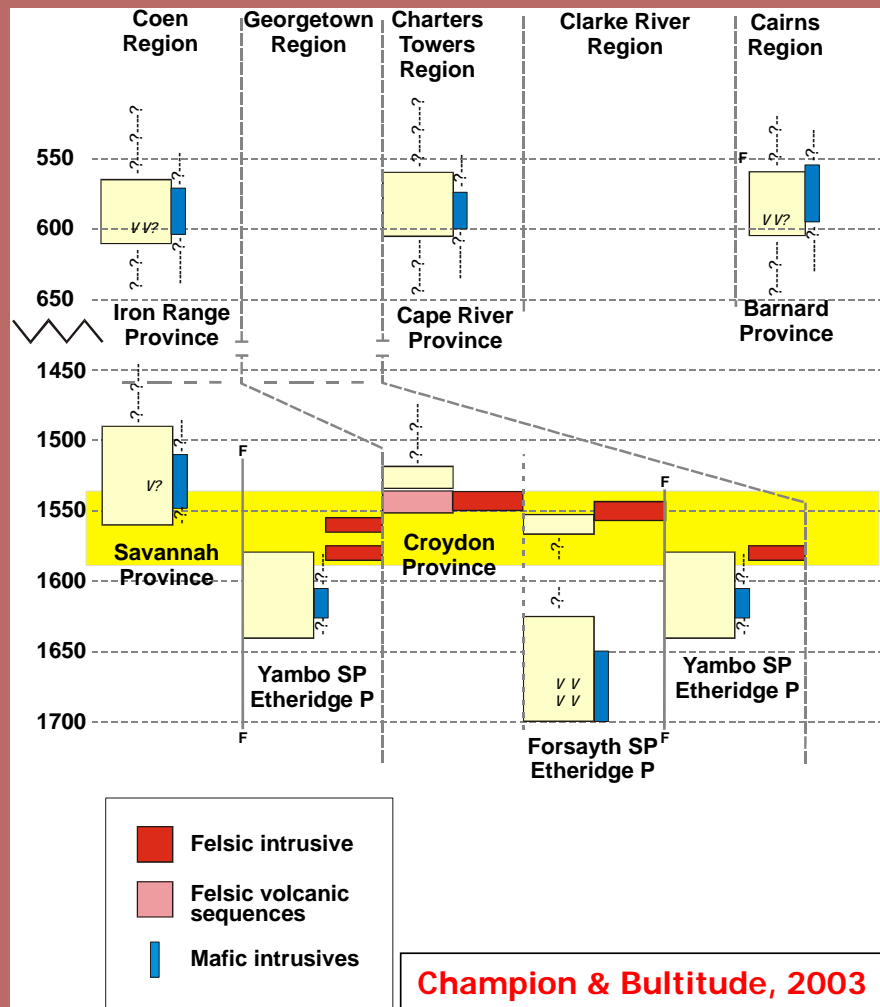 Coen
Region
Georgetown
Region
Charters
Towers
Region
Clarke River
Region
Cairns
Region
550
600
650
F
V V?
V V?
Iron Range
Province
Cape River
Province
Barnard
Province
1450
1500
1550
1600
1650
1700
V?
F
F
Savannah
Province
Croydon
Province
V V
V V
Yambo SP
Etheridge P
Yambo SP
Etheridge P
F
F
Forsayth SP
Etheridge P
Felsic intrusive
Felsic volcanic
sequences
Mafic intrusives
Champion & Bultitude, 2003